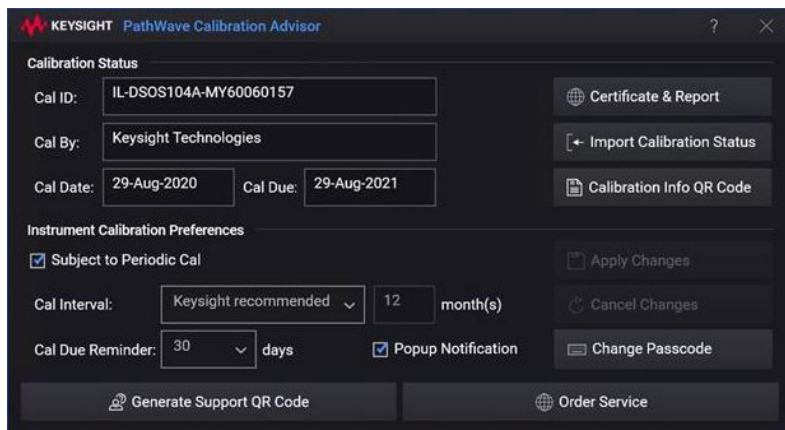 KEYSIGHT PathWave Calibration Advisor ?
Calibration Status
Cal ID: IL-DSOS104A-MY60060157
Certificate & Report
Cal By: Keysight Technologies
Import Calibration Status
Cal Date: 29-Aug-2020 Cal Due: 29-Aug-2021
Calibration Info QR Code
Instrument Calibration Preferences
Subject to Periodic Cal
Apply Changes
Cal Interval: Keysight recommended 12 month(s)
Cancel Changes
Cal Due Reminder: 30 days Popup Notification
Change Passcode
Generate Support QR Code
Order Service